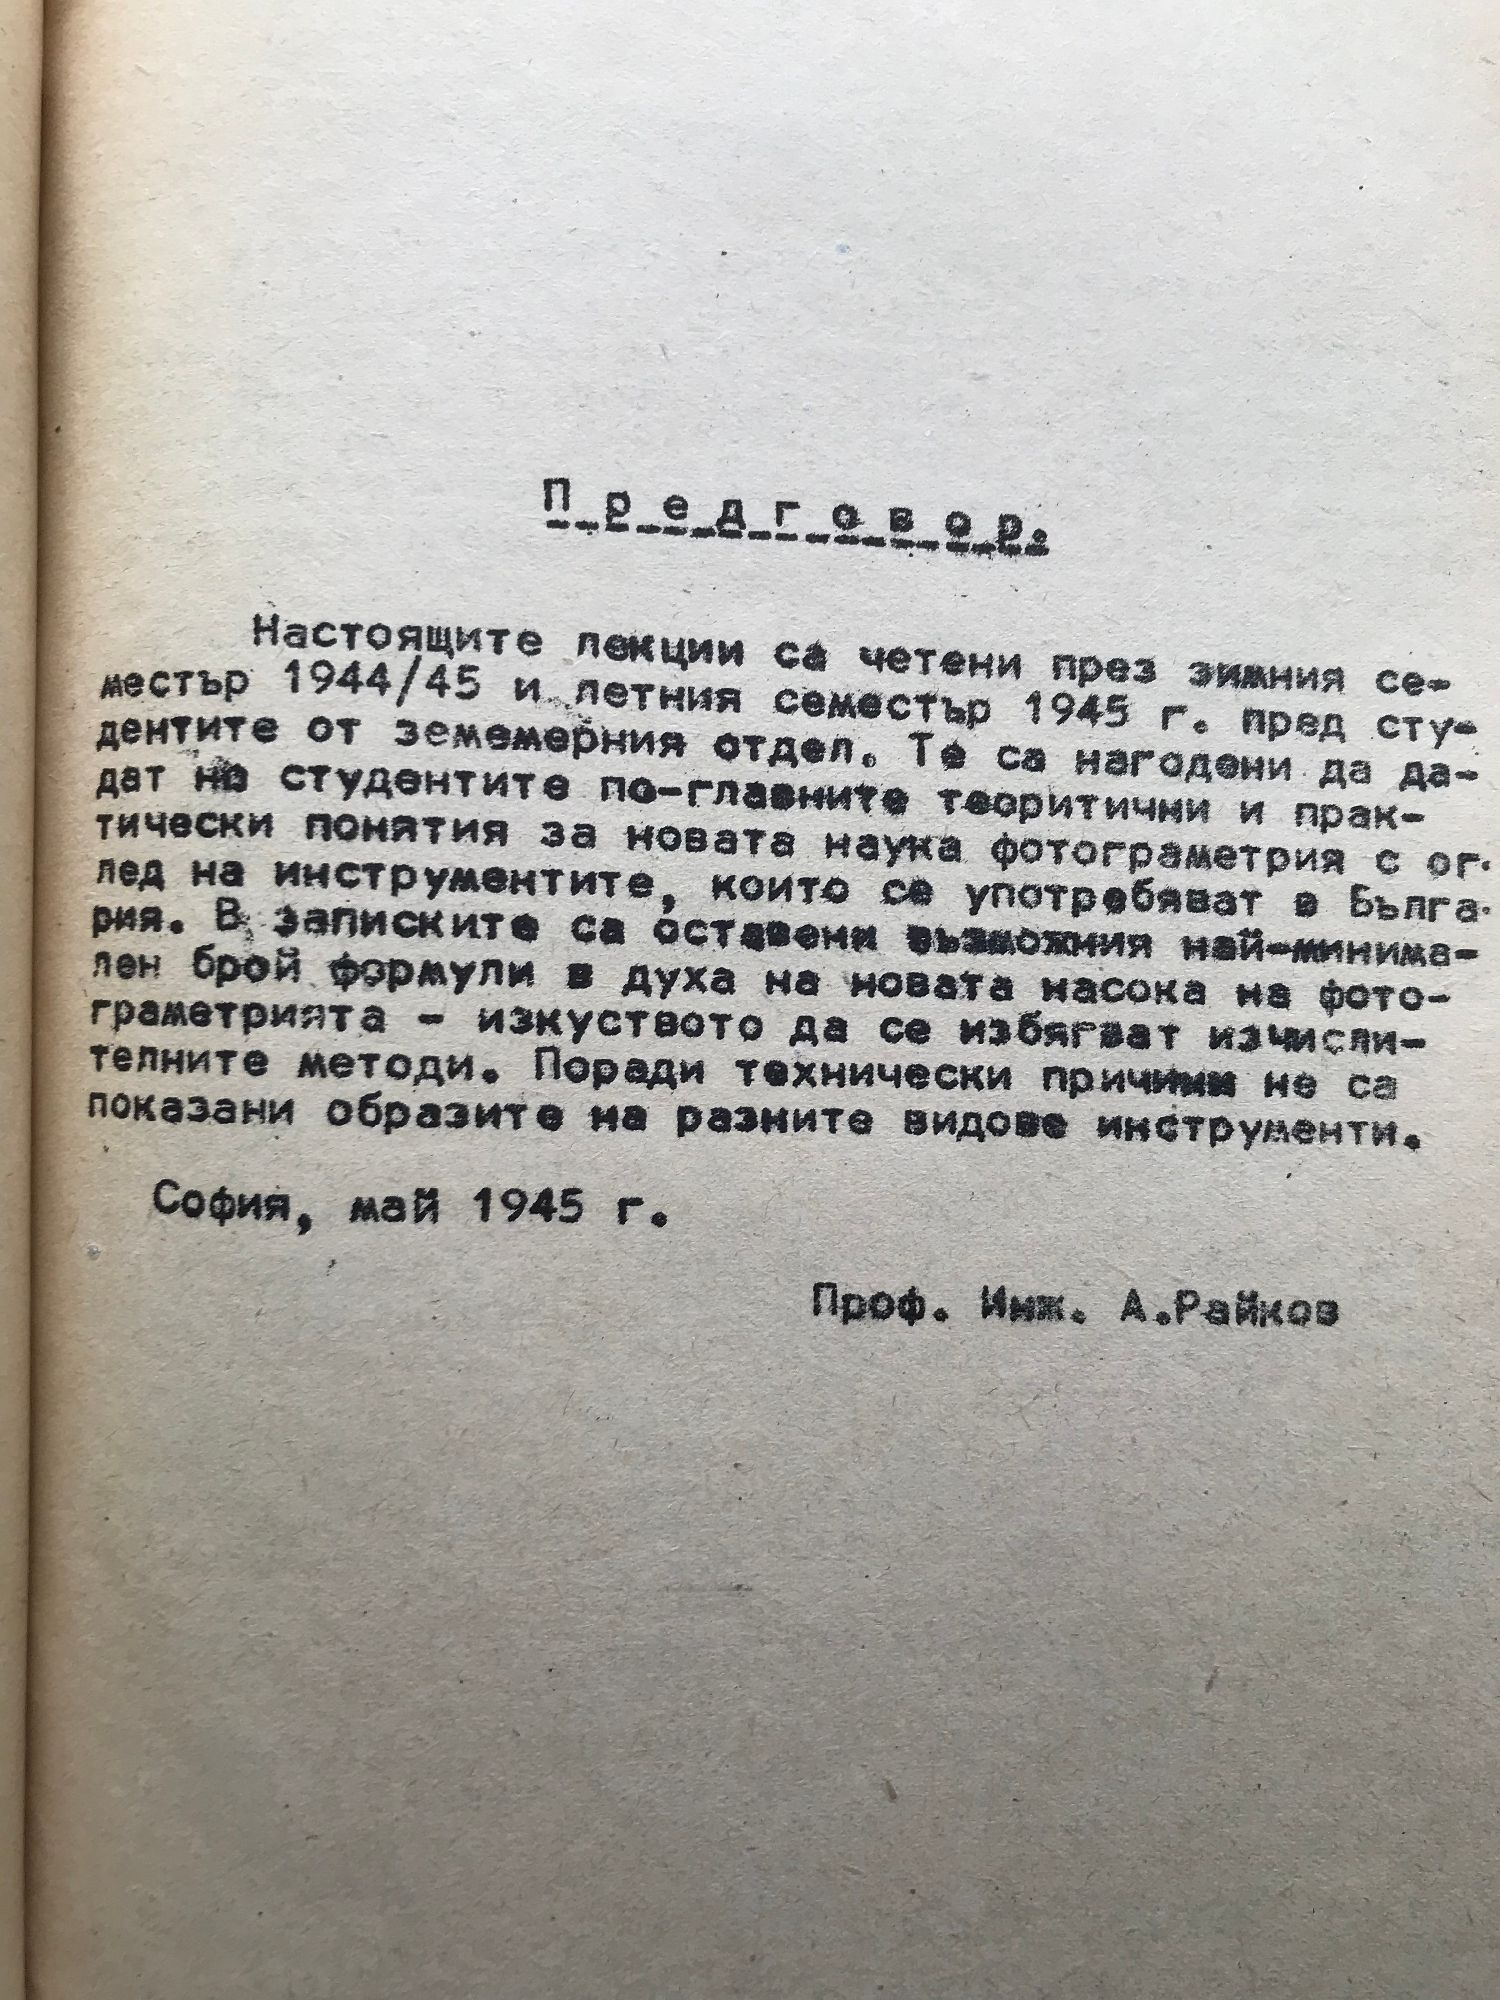 Предговор.
Настоящите лекции са четени през зимния се-
местър 1944/45 и летния семестър 1945 г. пред сту-
дентите от земемерния отдел. Те са нагодени да да-
дат на студентите по-главните теоритични и прак-
тически понятия за новата наука фотограметрия с ог-
лед на инструментите, които се употребяват в Бълга-
рия. В записките са оставени възможния най-минима-
лен брой формули в духа на новата насока на фото-
граметрията - изкуството да се избягват изчисли-
телните методи. Поради технически причини не са
показани образите на разните видове инструменти.
София, май 1945 г.
Проф. Инж. А.Райков